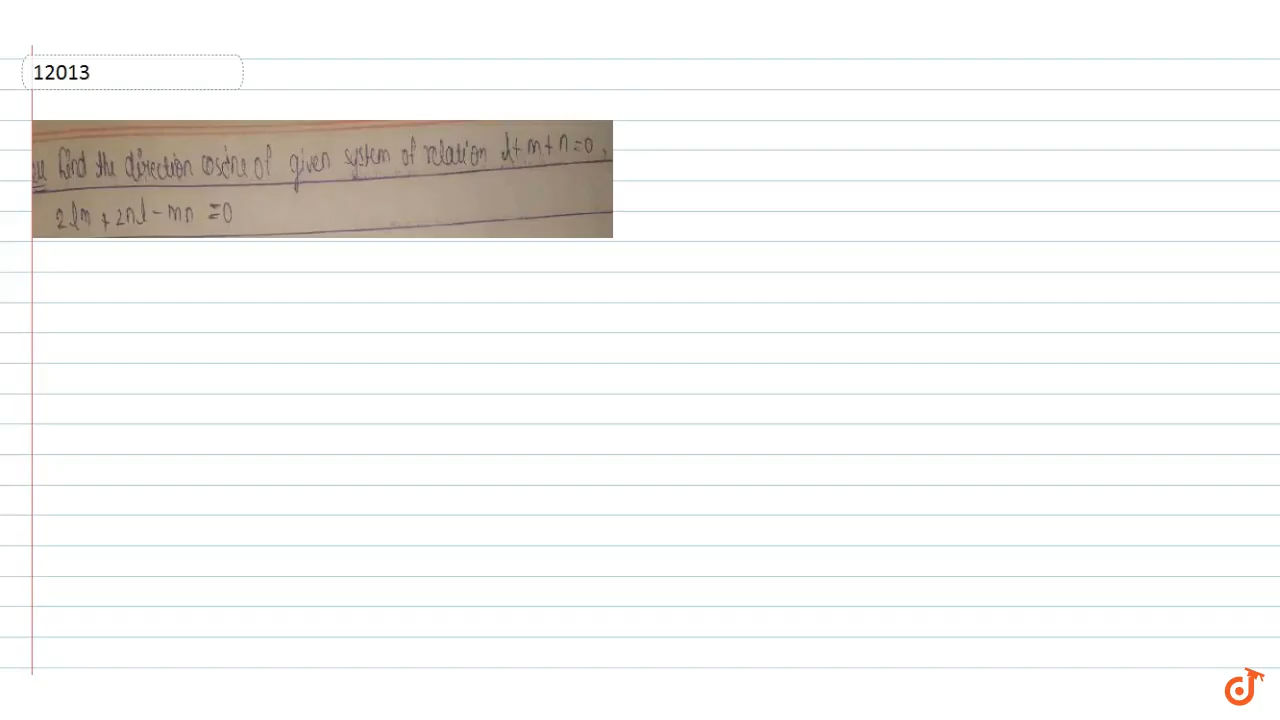 12013
Find the direction cosine of given system of relation l+m+n=0,
2lm + 2nl - mn = 0